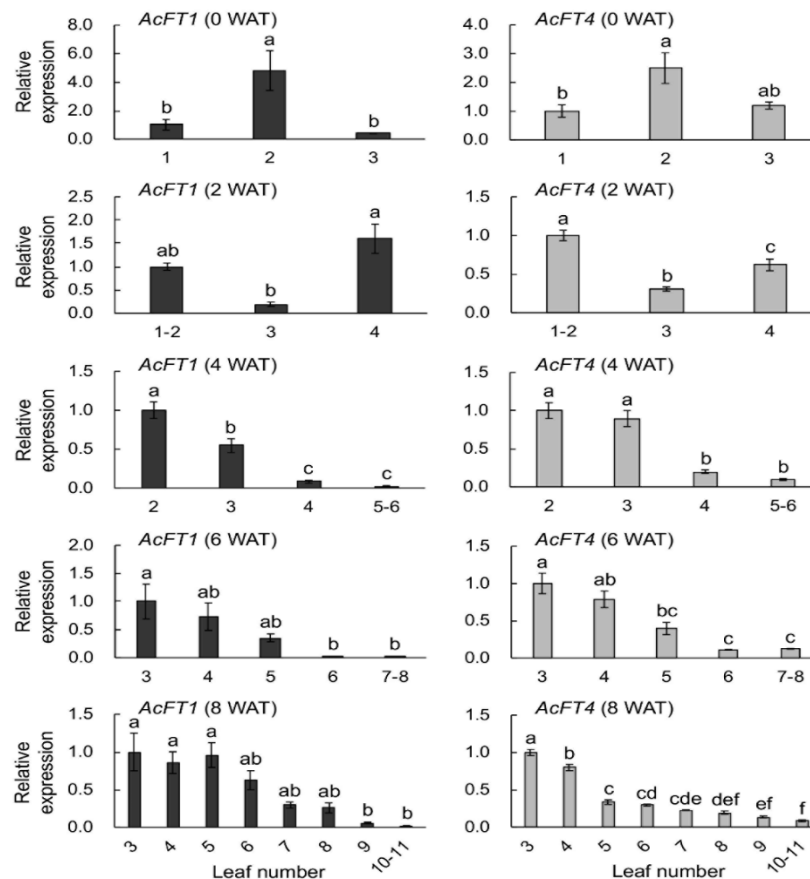 AcFT1 (0 WAT)
Relative expression
8.0
6.0
4.0
2.0
0.0
b
a
b
1
2
3
AcFT4 (0 WAT)
4.0
3.0
2.0
1.0
0.0
b
a
ab
1
2
3
AcFT1 (2 WAT)
Relative expression
2.5
2.0
1.5
1.0
0.5
0.0
ab
b
a
1-2
3
4
AcFT4 (2 WAT)
1.5
1.0
0.5
0.0
a
b
c
1-2
3
4
AcFT1 (4 WAT)
Relative expression
1.5
1.0
0.5
0.0
a
b
c
c
2
3
4
5-6
AcFT4 (4 WAT)
1.5
1.0
0.5
0.0
a
a
b
b
2
3
4
5-6
AcFT1 (6 WAT)
Relative expression
2.0
1.5
1.0
0.5
0.0
a
ab
ab
b
b
3
4
5
6
7-8
AcFT4 (6 WAT)
1.5
1.0
0.5
0.0
a
ab
bc
c
c
3
4
5
6
7-8
AcFT1 (8 WAT)
Relative expression
1.5
1.0
0.5
0.0
a
a
a
ab
ab
ab
b
b
3
4
5
6
7
8
9
10-11
Leaf number
AcFT4 (8 WAT)
1.5
1.0
0.5
0.0
a
b
c
cd
cde
def
ef
f
3
4
5
6
7
8
9
10-11
Leaf number